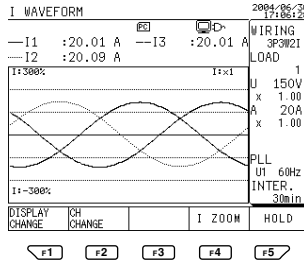 I WAVEFORM
2004/06/30
17:06:2
PC
I1 :20.01 A I3 :20.01 A
I2 :20.09 A
WIRING
3P3W2I
LOAD
1
U 150V
x 1.00
A 20A
x 1.00
PLL
U1 60Hz
INTER.
30min
I:300% I:x1
I:-300%
DISPLAY CHANGE
CH CHANGE
I ZOOM
HOLD
F1 F2 F3 F4 F5